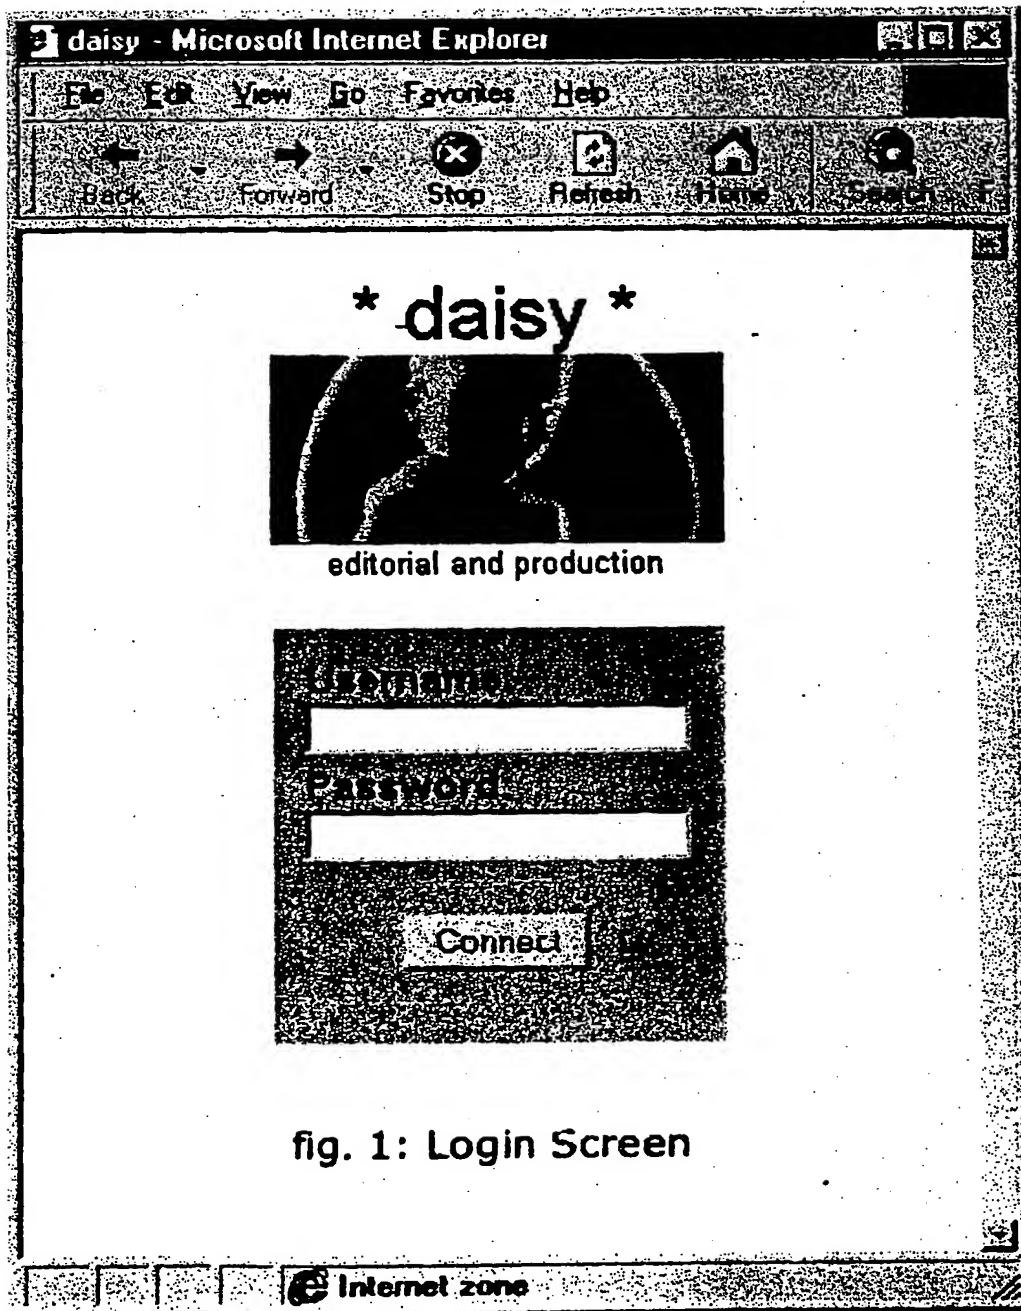 daisy - Microsoft Internet Explorer
File Edit View Go Favorites Help
Back Forward Stop Refresh Home Search F
* daisy *
editorial and production
Username
Password
Connect
fig. 1: Login Screen
Internet zone